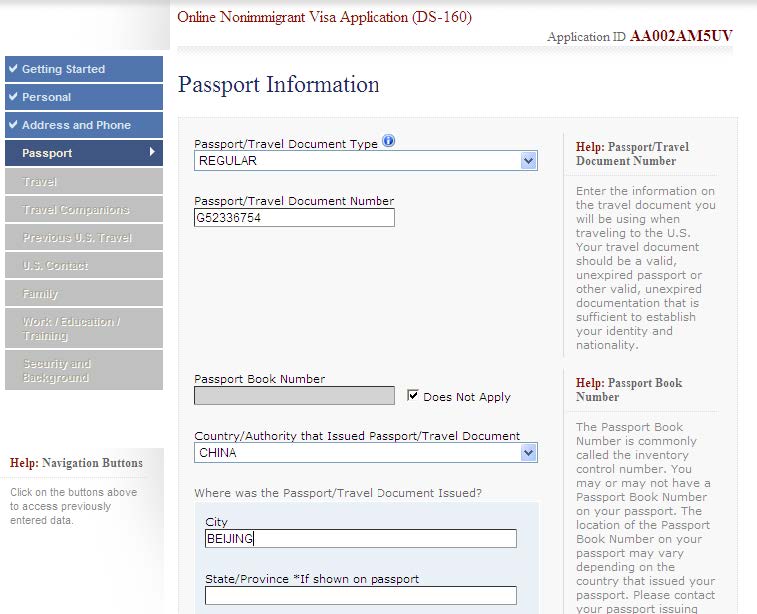 Online Nonimmigrant Visa Application (DS-160)
Application ID AA002AM5UV
Getting Started
Personal
Address and Phone
Passport
Travel
Travel Companions
Previous U.S. Travel
U.S. Contact
Family
Work / Education /
Training
Security and
Background
Help: Navigation Buttons
Click on the buttons above
to access previously
entered data.
Passport Information
Passport/Travel Document Type
REGULAR
Passport/Travel Document Number
G52336754
Passport Book Number
Does Not Apply
Country/Authority that Issued Passport/Travel Document
CHINA
Where was the Passport/Travel Document Issued?
City
BEIJING
State/Province *If shown on passport
Help: Passport/Travel
Document Number
Enter the information on
the travel document you
will be using when
traveling to the U.S.
Your travel document
should be a valid,
unexpired passport or
other valid, unexpired
documentation that is
sufficient to establish
your identity and
nationality.
Help: Passport Book
Number
The Passport Book
Number is commonly
called the inventory
control number. You
may or may not have a
Passport Book Number
on your passport. The
location of the Passport
Book Number on your
passport may vary
depending on the
country that issued your
passport. Please contact
your passport issuing